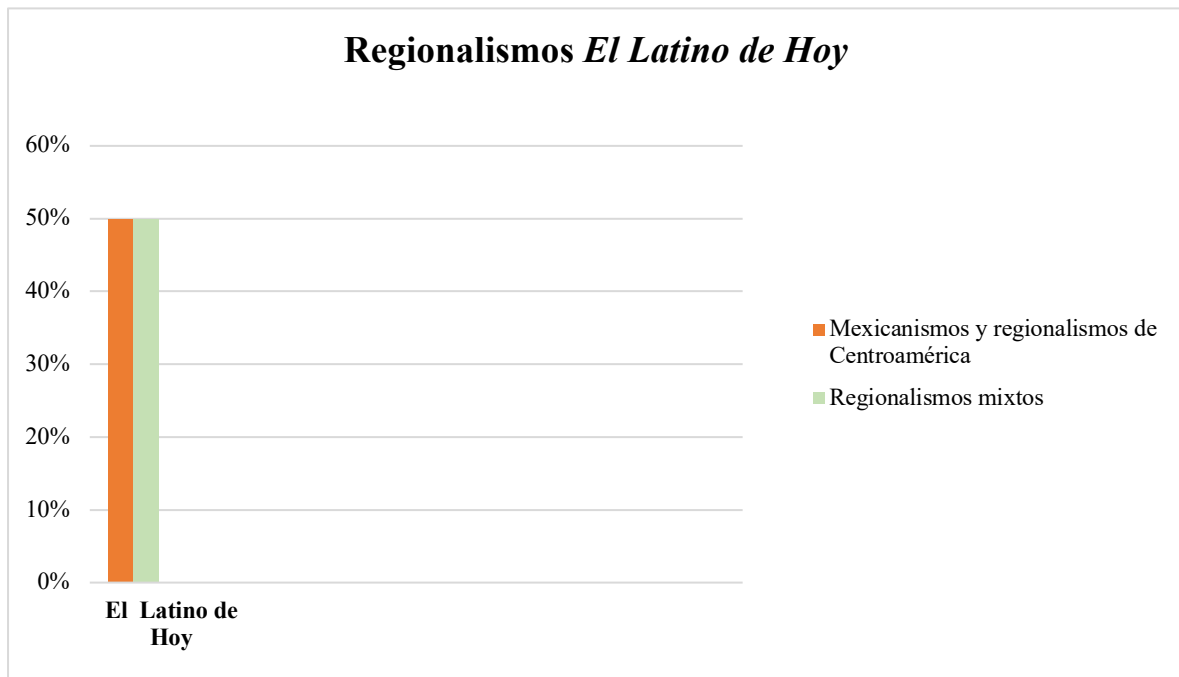 Regionalismos El Latino de Hoy
60%
50%
40%
30%
20%
10%
0%
El Latino de
Hoy
Mexicanismos y regionalismos de
Centroamérica
Regionalismos mixtos